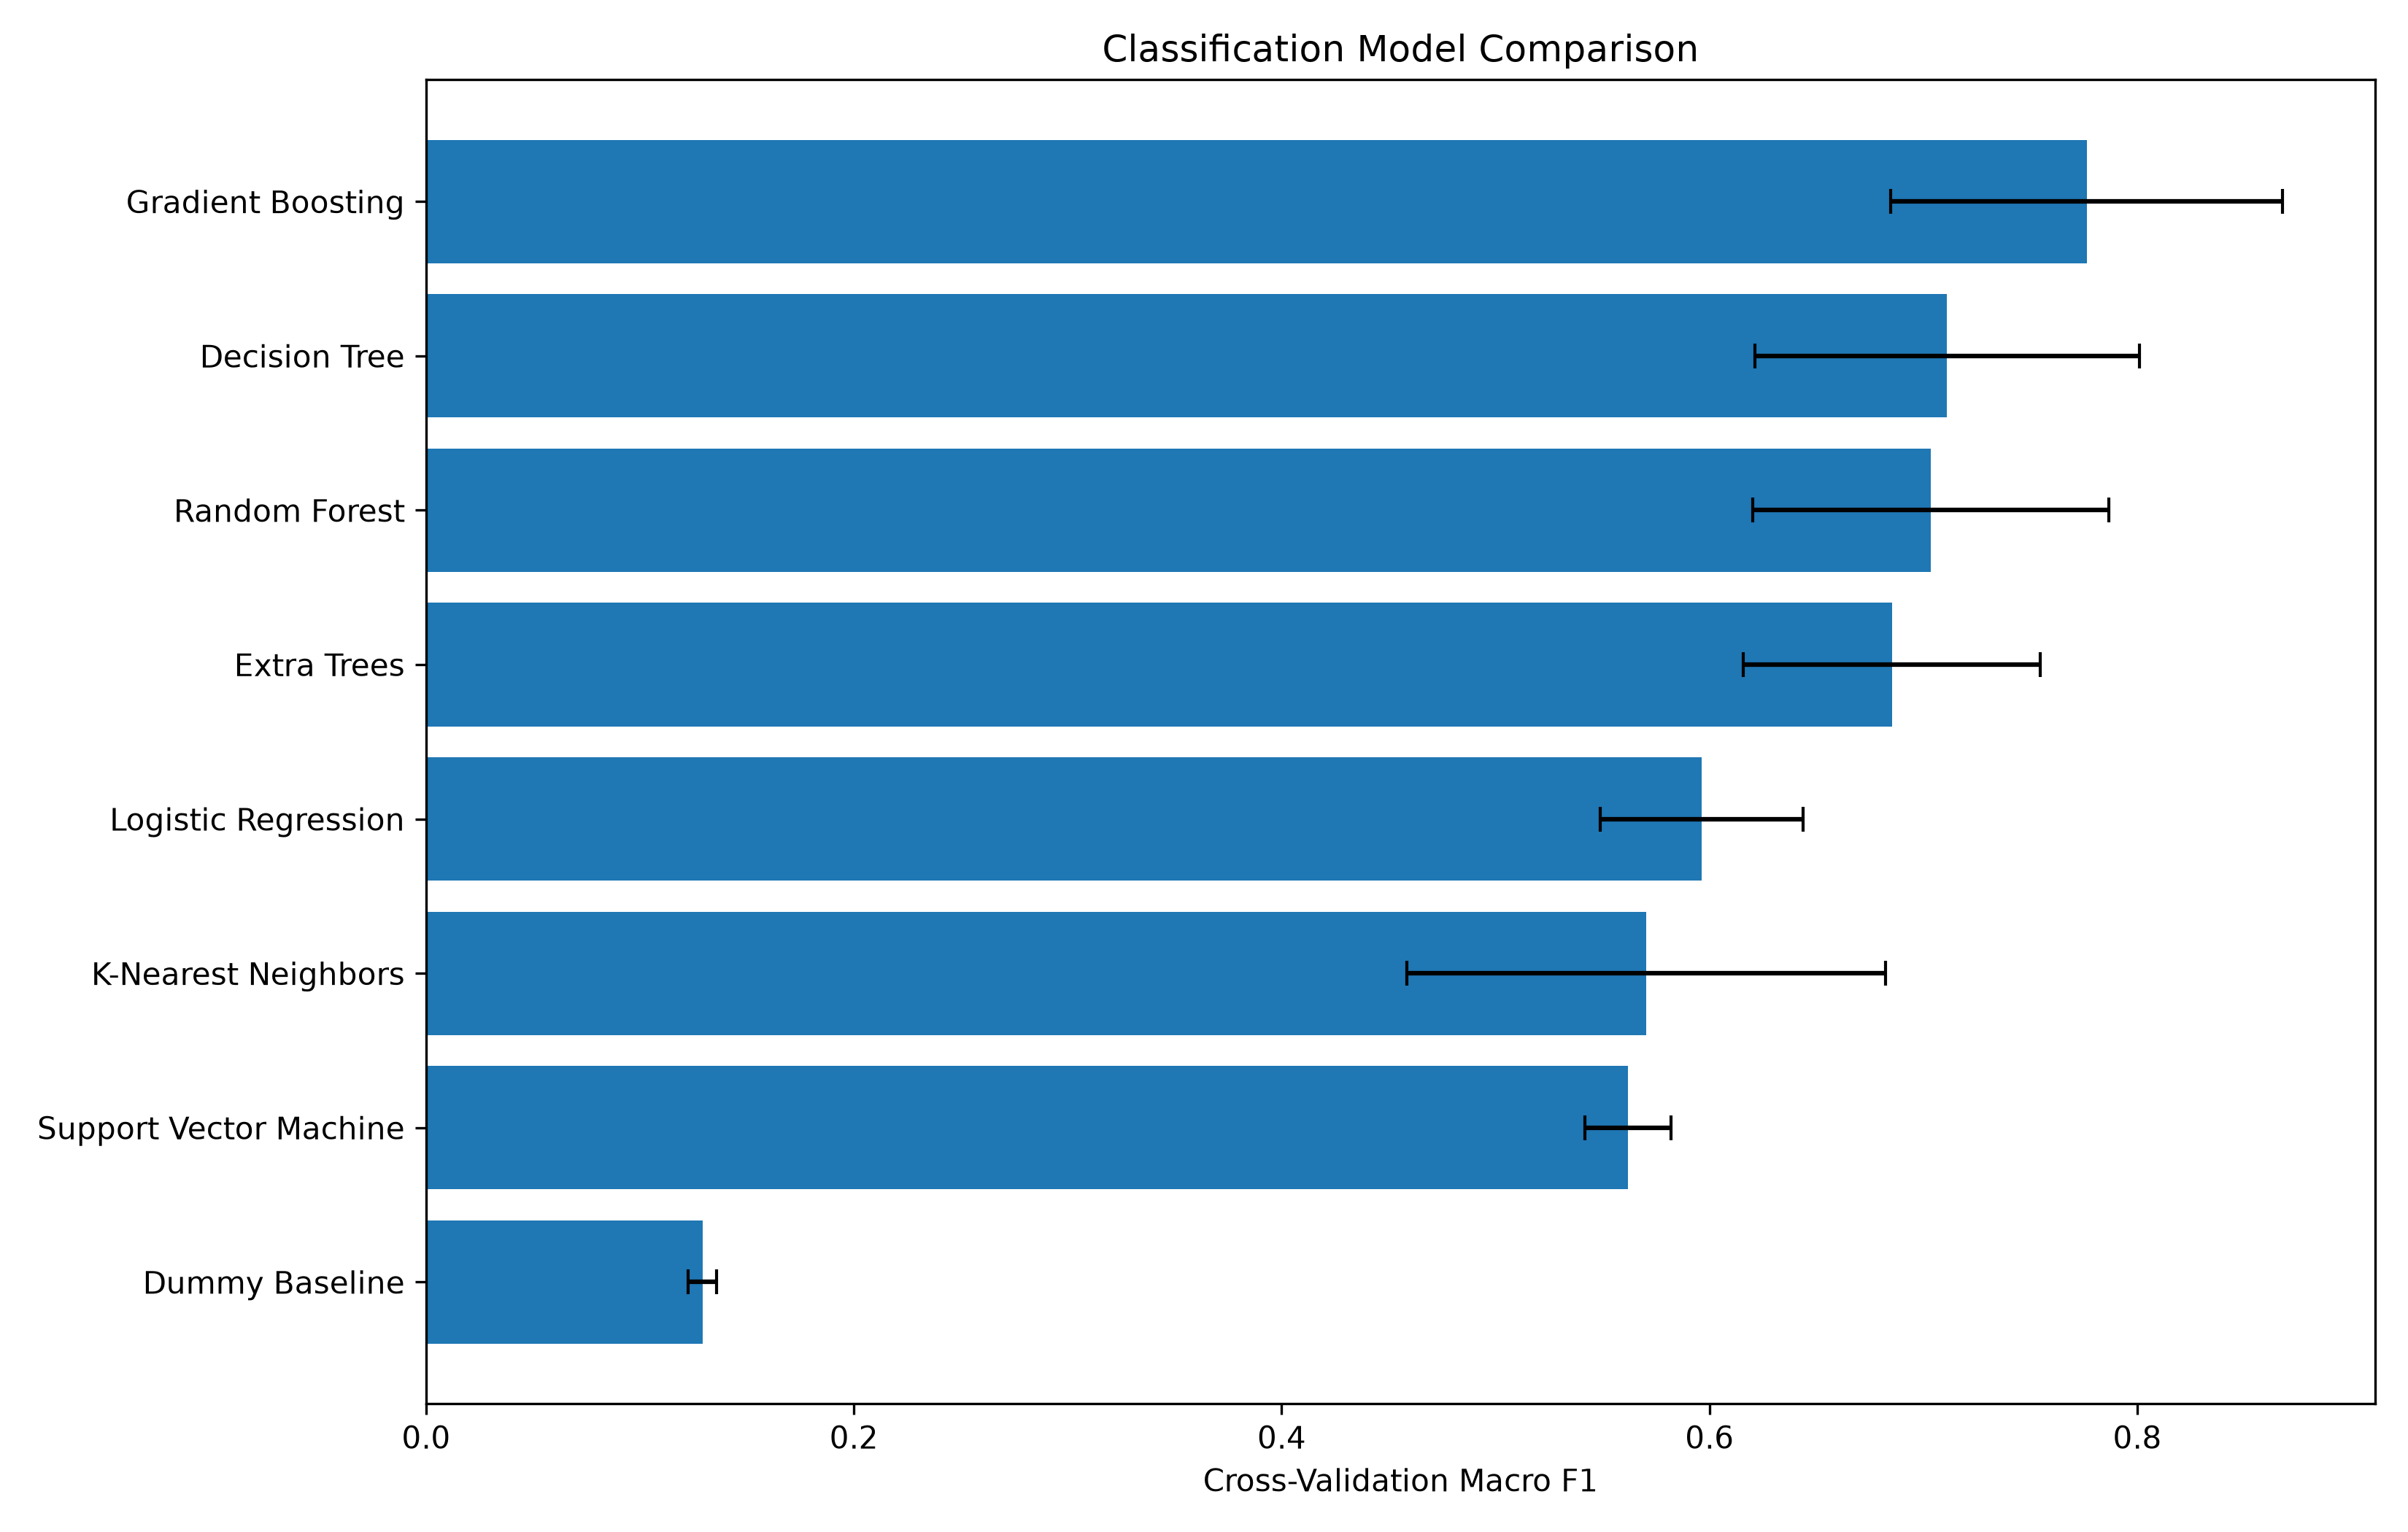 Classification Model Comparison
Gradient Boosting
Decision Tree
Random Forest
Extra Trees
Logistic Regression
K-Nearest Neighbors
Support Vector Machine
Dummy Baseline
0.0 0.2 0.4 0.6 0.8
Cross-Validation Macro F1